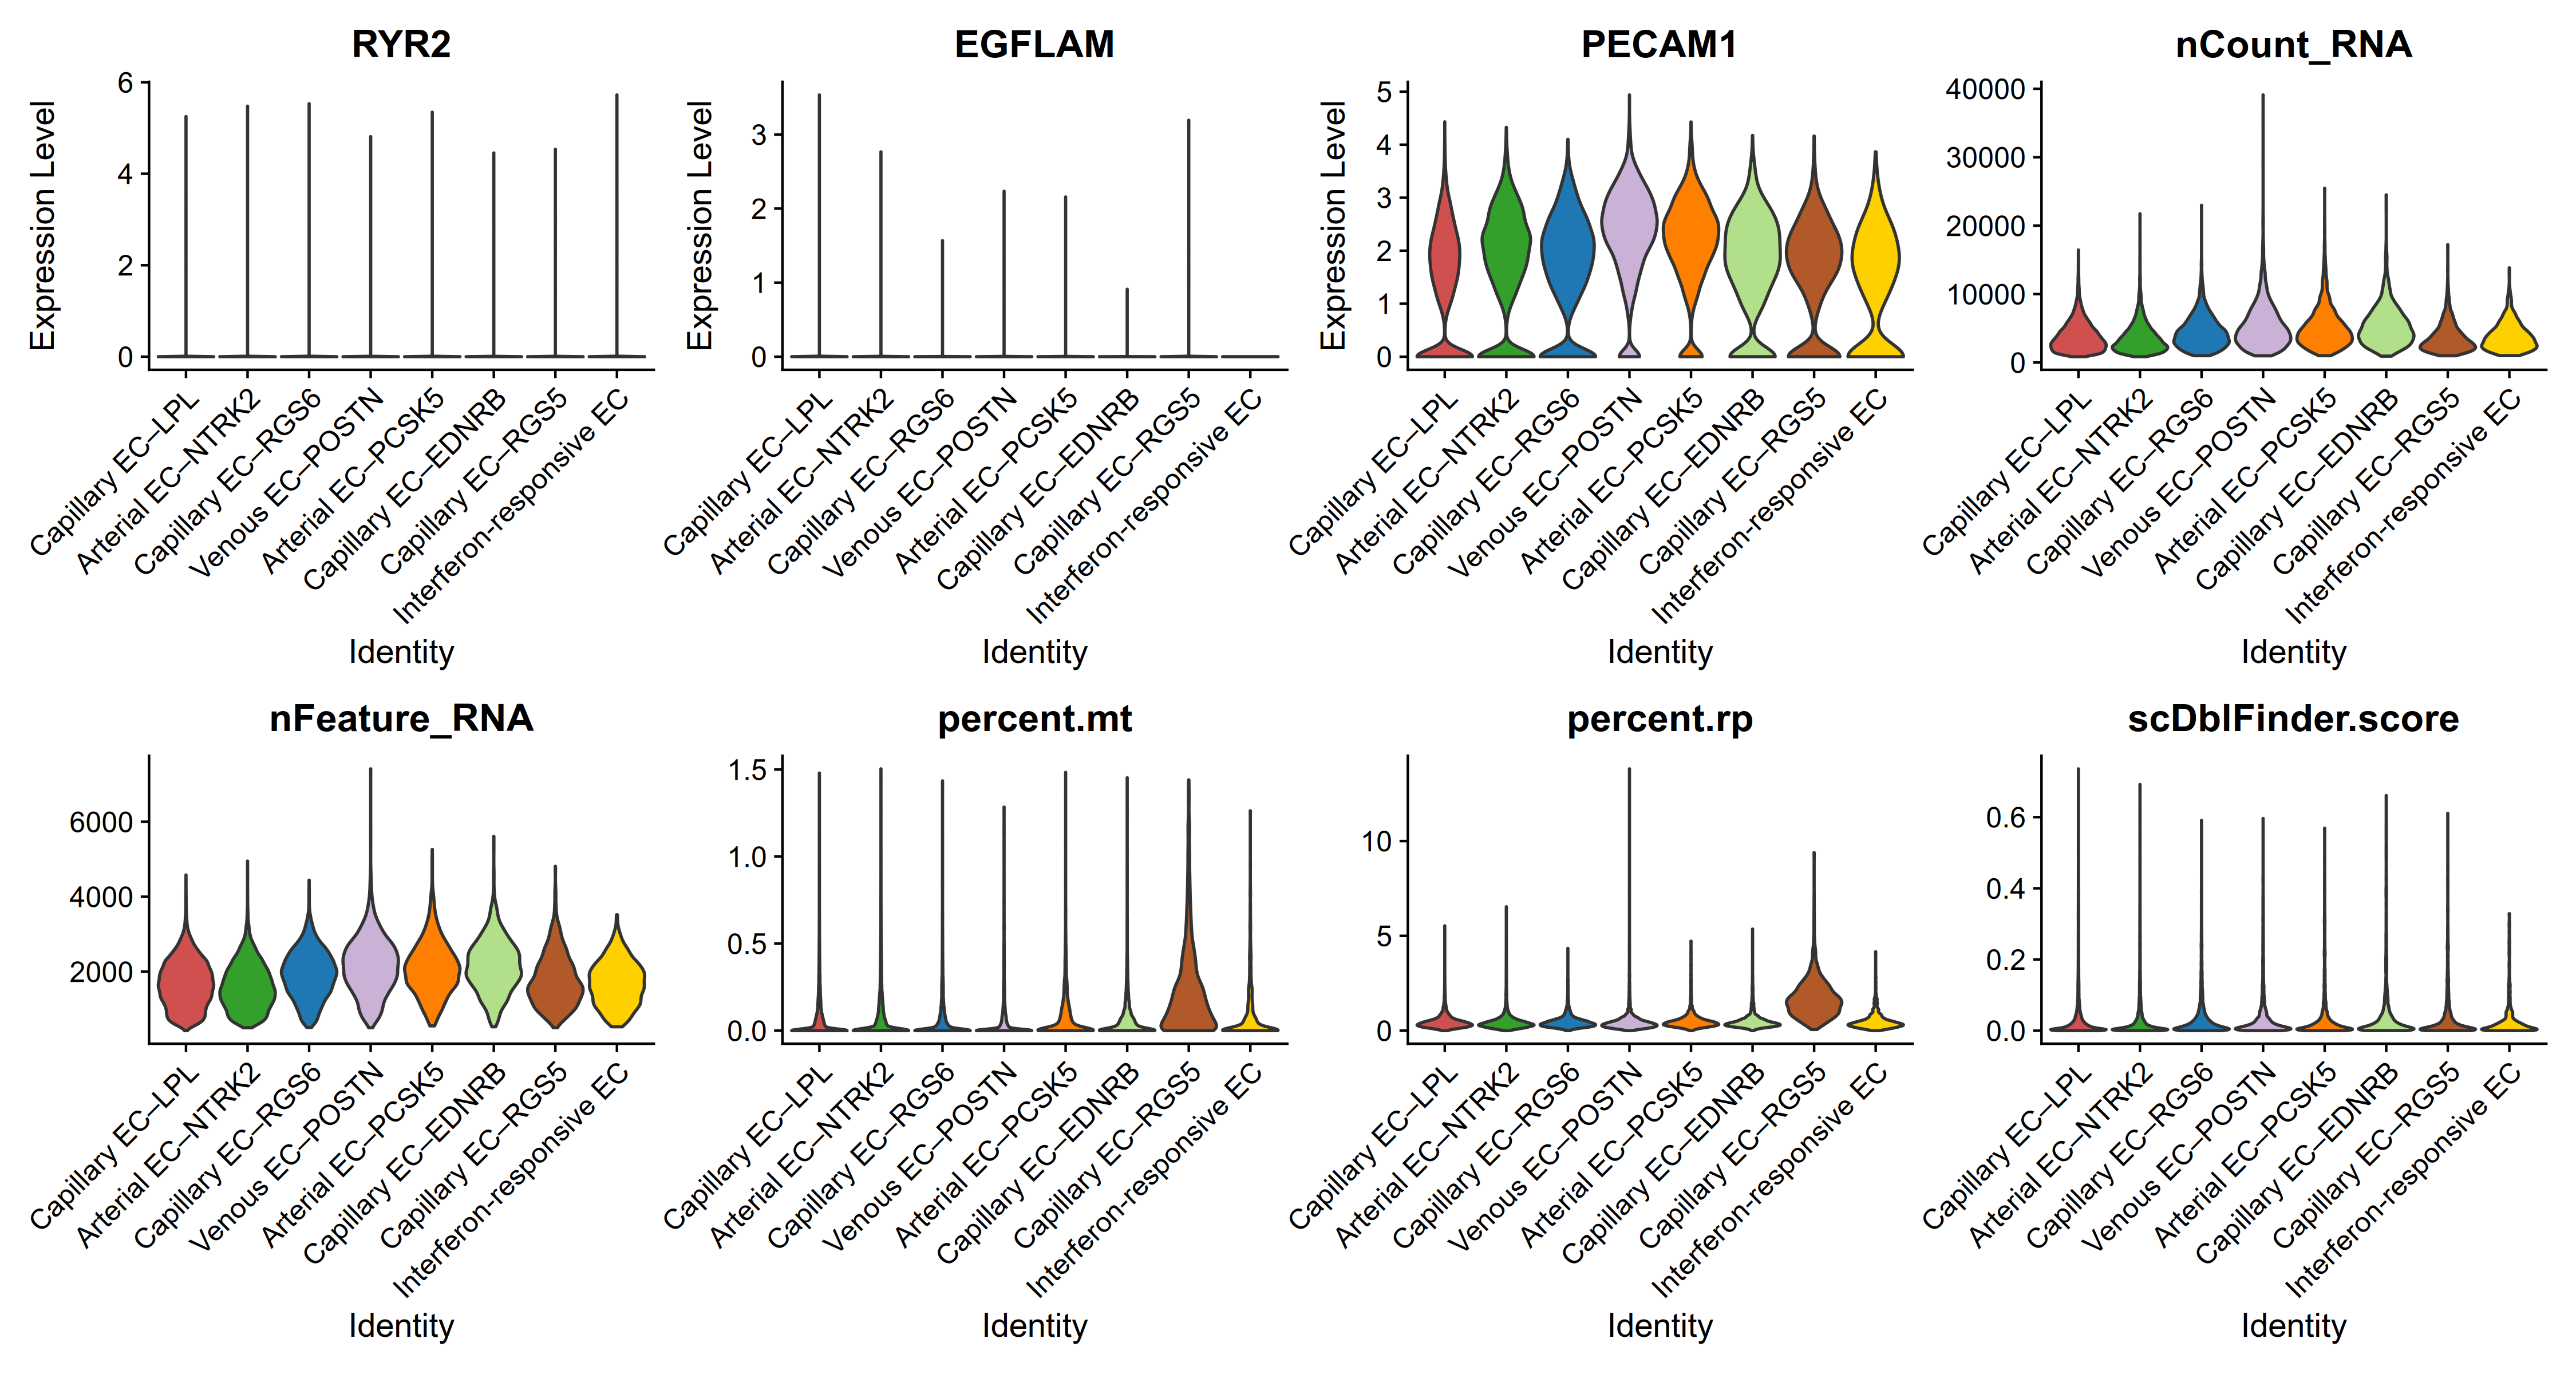 RYR2
EGFLAM
PECAM1
nCount_RNA
Expression Level
6
4
2
0
Capillary EC–LPL
Arterial EC–NTRK2
Capillary EC–RGS6
Venous EC–POSTN
Arterial EC–PCSK5
Capillary EC–EDNRB
Capillary EC–RGS5
Interferon-responsive EC
Identity
Expression Level
3
2
1
0
Capillary EC–LPL
Arterial EC–NTRK2
Capillary EC–RGS6
Venous EC–POSTN
Arterial EC–PCSK5
Capillary EC–EDNRB
Capillary EC–RGS5
Interferon-responsive EC
Identity
Expression Level
5
4
3
2
1
0
Capillary EC–LPL
Arterial EC–NTRK2
Capillary EC–RGS6
Venous EC–POSTN
Arterial EC–PCSK5
Capillary EC–EDNRB
Capillary EC–RGS5
Interferon-responsive EC
Identity
40000
30000
20000
10000
0
Capillary EC–LPL
Arterial EC–NTRK2
Capillary EC–RGS6
Venous EC–POSTN
Arterial EC–PCSK5
Capillary EC–EDNRB
Capillary EC–RGS5
Interferon-responsive EC
Identity
nFeature_RNA
percent.mt
percent.rp
scDblFinder.score
6000
4000
2000
Capillary EC–LPL
Arterial EC–NTRK2
Capillary EC–RGS6
Venous EC–POSTN
Arterial EC–PCSK5
Capillary EC–EDNRB
Capillary EC–RGS5
Interferon-responsive EC
Identity
1.5
1.0
0.5
0.0
Capillary EC–LPL
Arterial EC–NTRK2
Capillary EC–RGS6
Venous EC–POSTN
Arterial EC–PCSK5
Capillary EC–EDNRB
Capillary EC–RGS5
Interferon-responsive EC
Identity
10
5
0
Capillary EC–LPL
Arterial EC–NTRK2
Capillary EC–RGS6
Venous EC–POSTN
Arterial EC–PCSK5
Capillary EC–EDNRB
Capillary EC–RGS5
Interferon-responsive EC
Identity
0.6
0.4
0.2
0.0
Capillary EC–LPL
Arterial EC–NTRK2
Capillary EC–RGS6
Venous EC–POSTN
Arterial EC–PCSK5
Capillary EC–EDNRB
Capillary EC–RGS5
Interferon-responsive EC
Identity